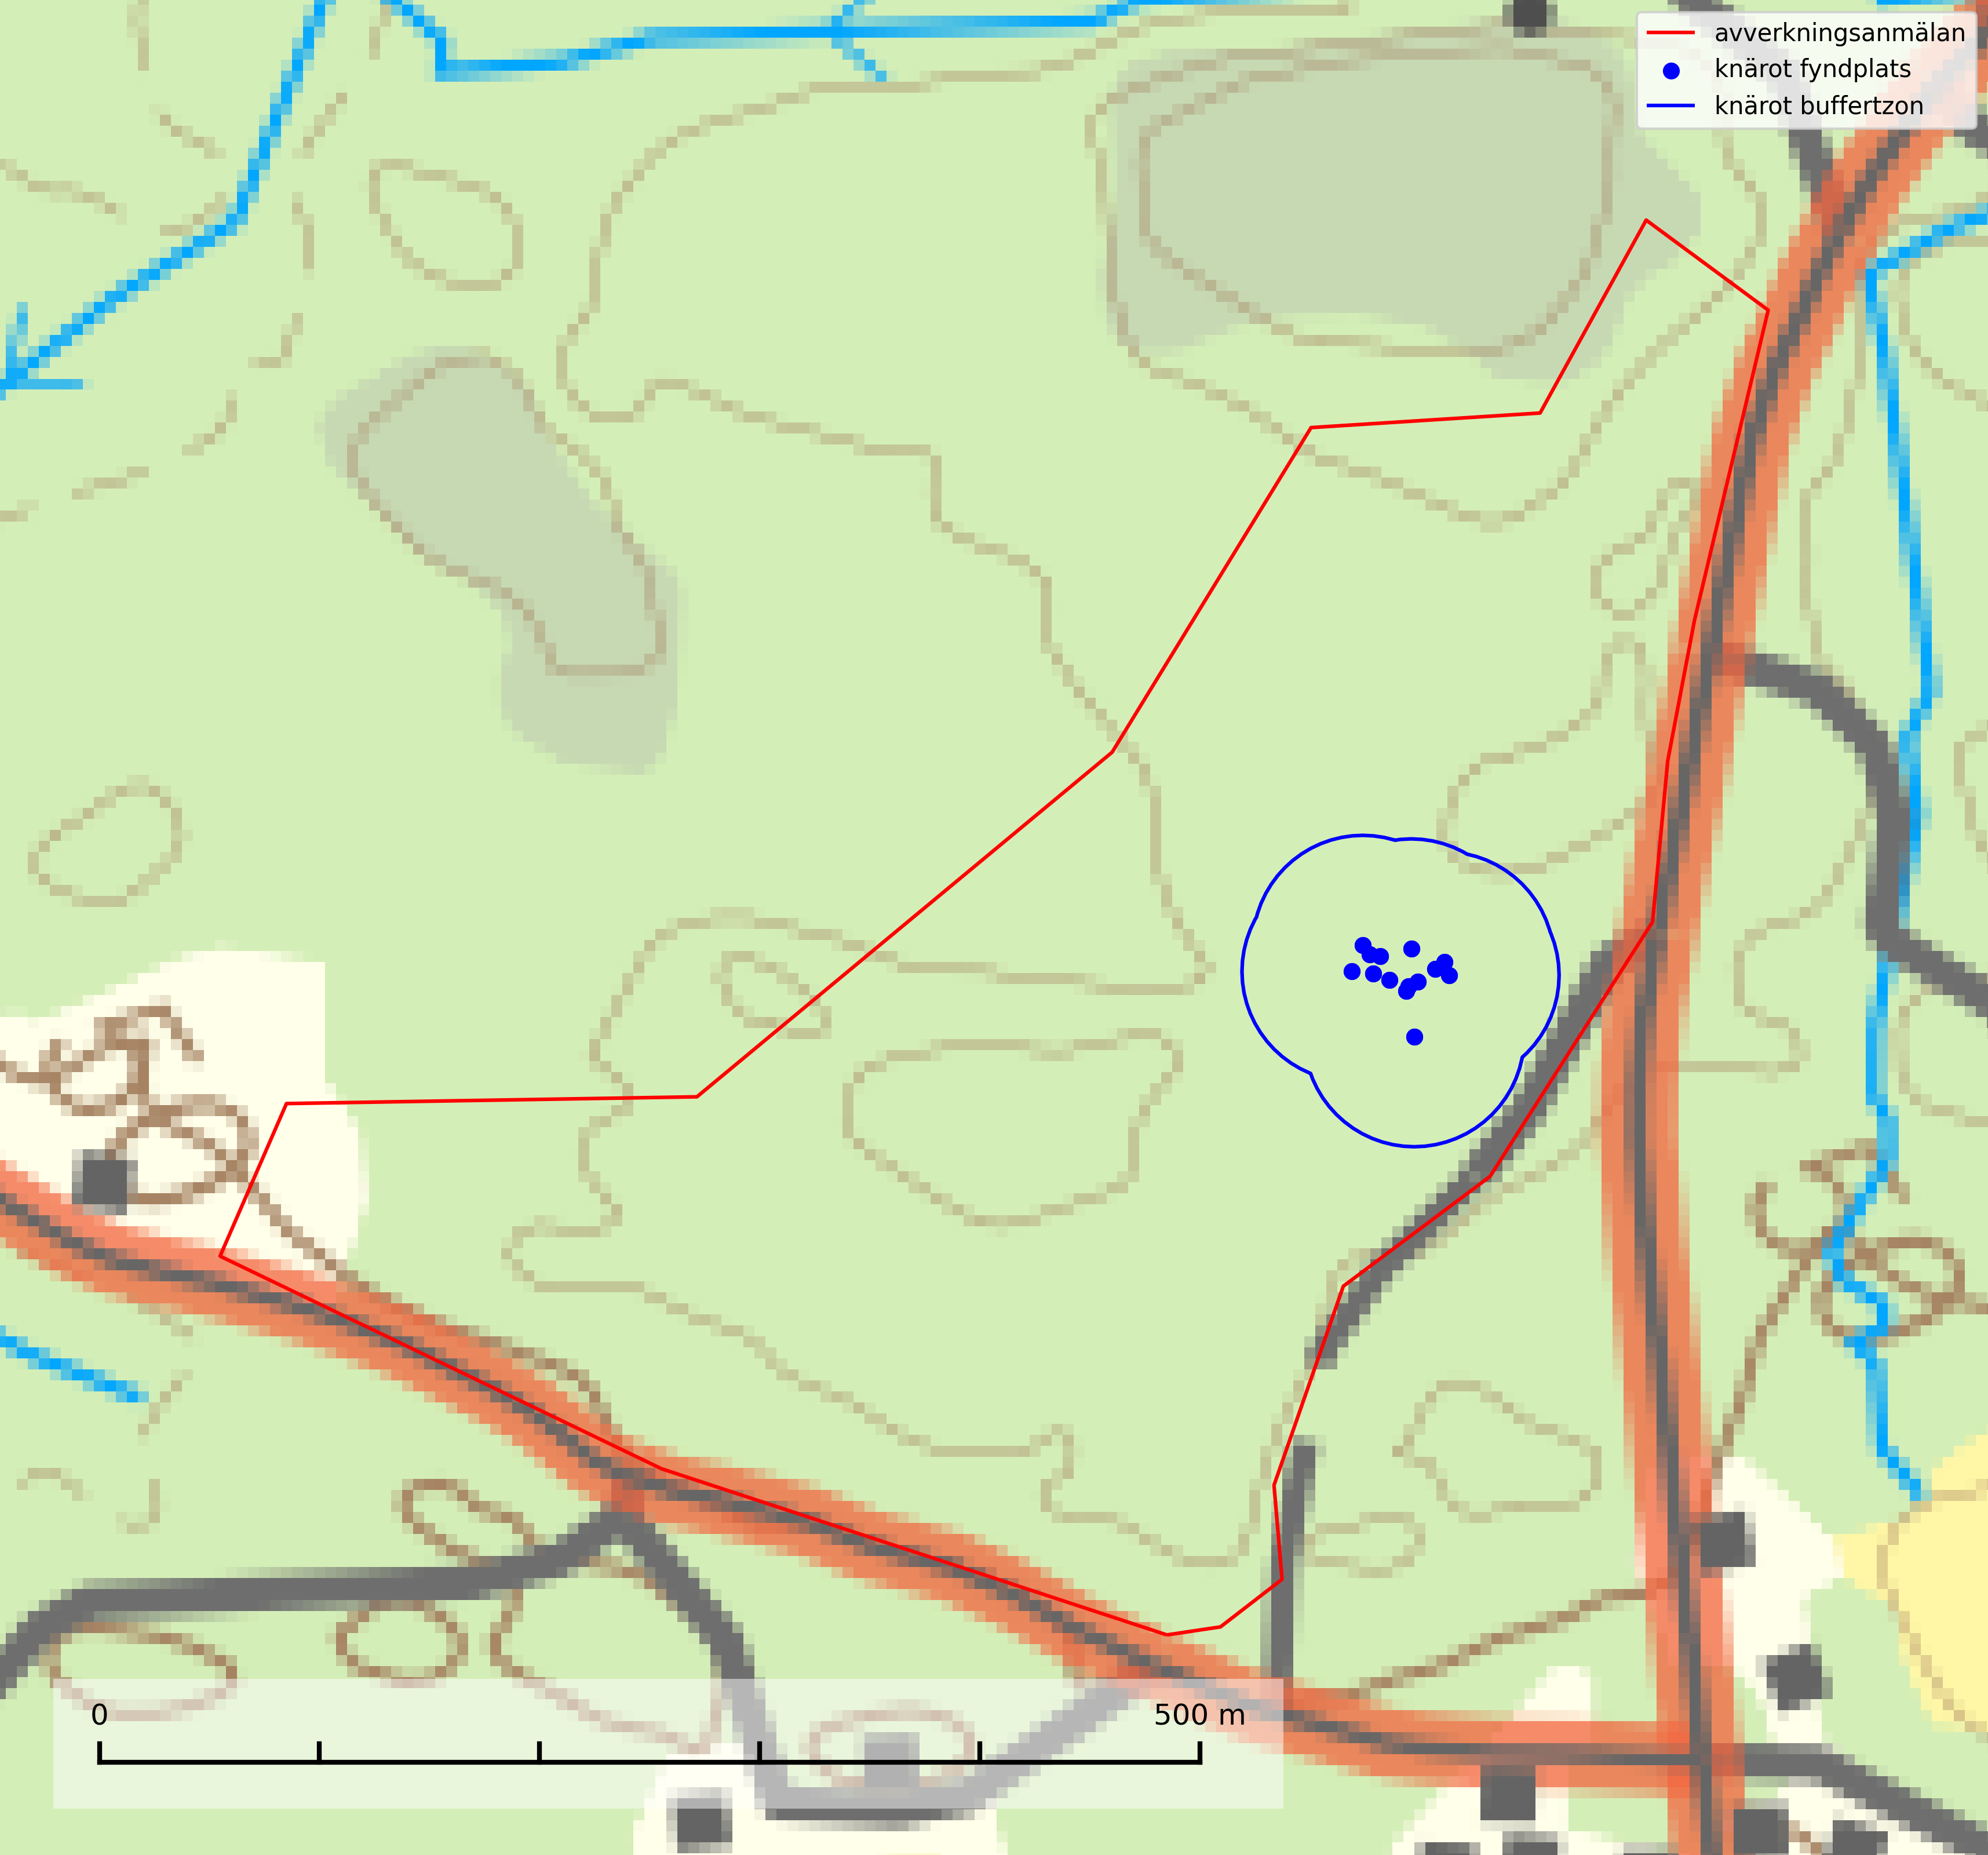 avverkningsanmälan
knärot fyndplats
knärot buffertzon
0
500 m